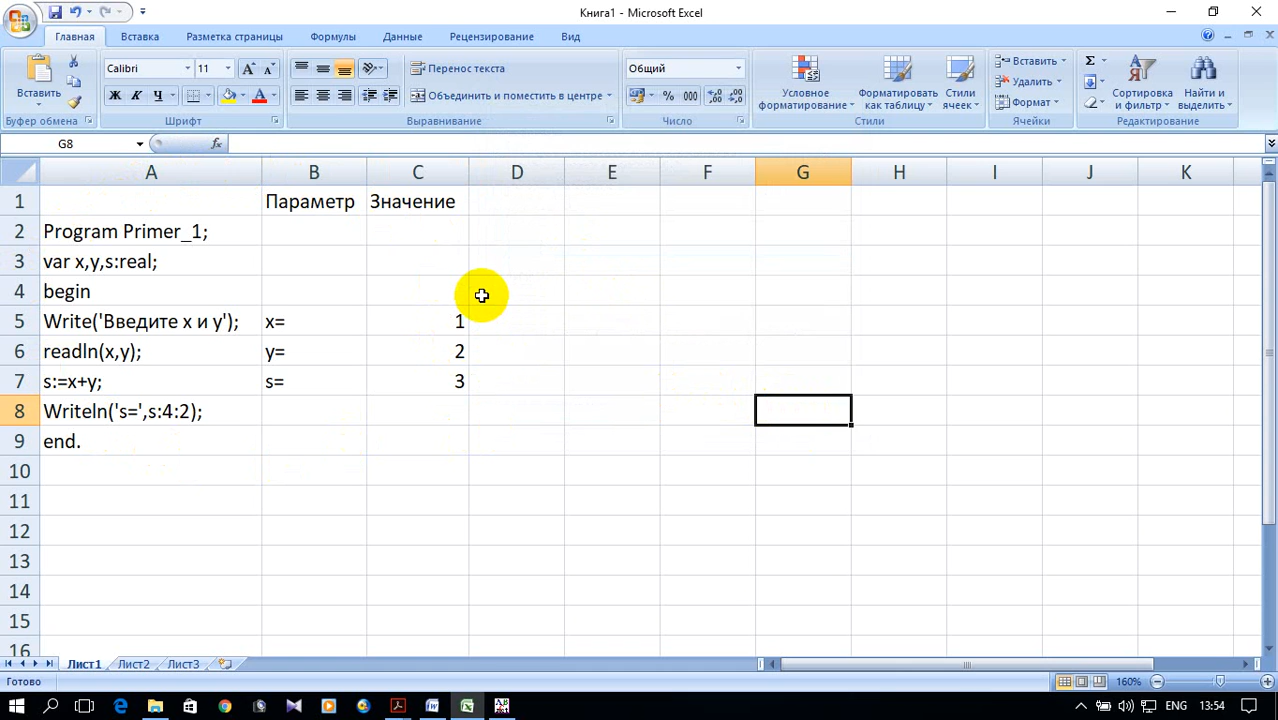 Книга1 - Microsoft Excel
Главная Вставка Разметка страницы Формулы Данные Рецензирование Вид
Вставить
Calibri 11
Ж К Ч
Перенос текста
Объединить и поместить в центре
Общий
% 000
Условное форматирование
Форматировать как таблицу
Стили ячеек
Вставить
Удалить
Формат
Σ
Сортировка и фильтр
Найти и выделить
Буфер обмена Шрифт Выравнивание Число Стили Ячейки Редактирование
G8 fx
A B C D E F G H I J K
1 Параметр Значение
2 Program Primer_1;
3 var x,y,s:real;
4 begin
5 Write('Введите x и y'); x= 1
6 readln(x,y); y= 2
7 s:=x+y; s= 3
8 Writeln('s=',s:4:2);
9 end.
10
11
12
13
14
15
16
Лист1 Лист2 Лист3
Готово 160%
ENG 13:54